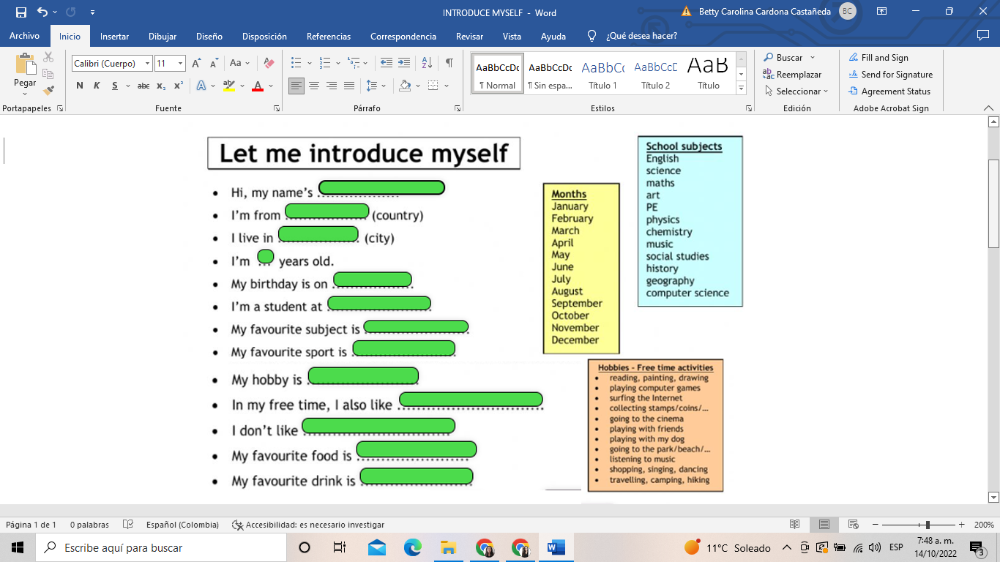 INTRODUCE MYSELF - Word
Betty Carolina Cardona Castañeda
BC
Archivo Inicio Insertar Dibujar Diseño Disposición Referencias Correspondencia Revisar Vista Ayuda ¿Qué desea hacer?
Pegar
Calibri (Cuerpo) 11
Aa
N K S abc x₂ x²
A A
AaBbCcDc AaBbCcDc AaBbCc AaBbCcE AaB
¶ Normal ¶ Sin espa... Título 1 Título 2 Título
Buscar
Reemplazar
Seleccionar
Fill and Sign
Send for Signature
Agreement Status
Portapapeles Fuente Párrafo Estilos Edición Adobe Acrobat Sign
Let me introduce myself
• Hi, my name's ..................
• I'm from .................. (country)
• I live in .................. (city)
• I'm ... years old.
• My birthday is on ..................
• I'm a student at ..................
• My favourite subject is ..................
• My favourite sport is ..................
• My hobby is ..................
• In my free time, I also like ..................
• I don't like ..................
• My favourite food is ..................
• My favourite drink is ..................
Months
January
February
March
April
May
June
July
August
September
October
November
December
School subjects
English
science
maths
art
PE
physics
chemistry
music
social studies
history
geography
computer science
Hobbies - Free time activities
• reading, painting, drawing
• playing computer games
• surfing the Internet
• collecting stamps/coins/...
• going to the cinema
• playing with friends
• playing with my dog
• going to the park/beach/...
• listening to music
• shopping, singing, dancing
• travelling, camping, hiking
Página 1 de 1 0 palabras Español (Colombia) Accesibilidad: es necesario investigar 200%
Escribe aquí para buscar
11°C Soleado
ESP
7:48 a. m.
14/10/2022
3